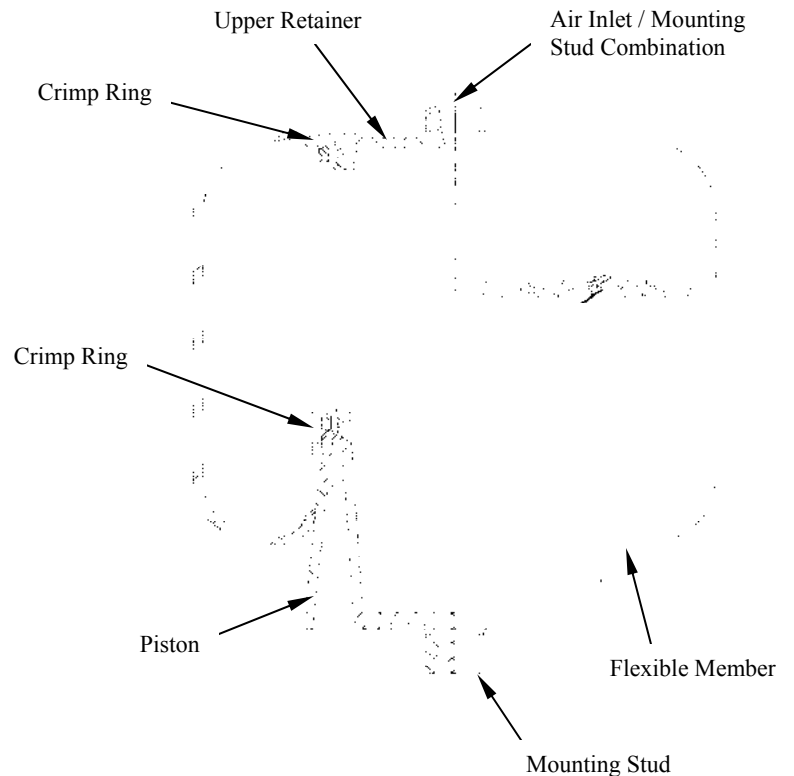 Upper Retainer
Air Inlet / Mounting
Stud Combination
Crimp Ring
Crimp Ring
Piston
Flexible Member
Mounting Stud